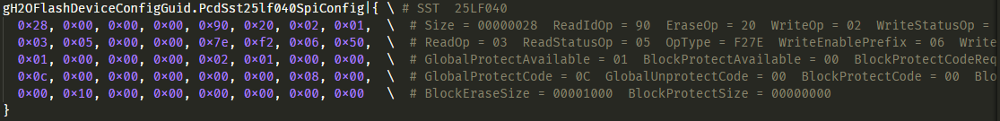 gH2OFlashDeviceConfigGuid.PcdSst25lf040SpiConfig|{ \ # SST  25LF040
0x28, 0x00, 0x00, 0x00, 0x90, 0x20, 0x02, 0x01,  \  # Size = 00000028  ReadIdOp = 90  EraseOp = 20  WriteOp = 02  WriteStatusOp =
0x03, 0x05, 0x00, 0x00, 0x7e, 0xf2, 0x06, 0x50,  \  # ReadOp = 03  ReadStatusOp = 05  OpType = F27E  WriteEnablePrefix = 06  Write
0x01, 0x00, 0x00, 0x00, 0x02, 0x01, 0x00, 0x00,  \  # GlobalProtectAvailable = 01  BlockProtectAvailable = 00  BlockProtectCodeReq
0x0c, 0x00, 0x00, 0x00, 0x00, 0x00, 0x08, 0x00,  \  # GlobalProtectCode = 0C  GlobalUnprotectCode = 00  BlockProtectCode = 00  Blo
0x00, 0x10, 0x00, 0x00, 0x00, 0x00, 0x00, 0x00  \  # BlockEraseSize = 00001000  BlockProtectSize = 00000000
}